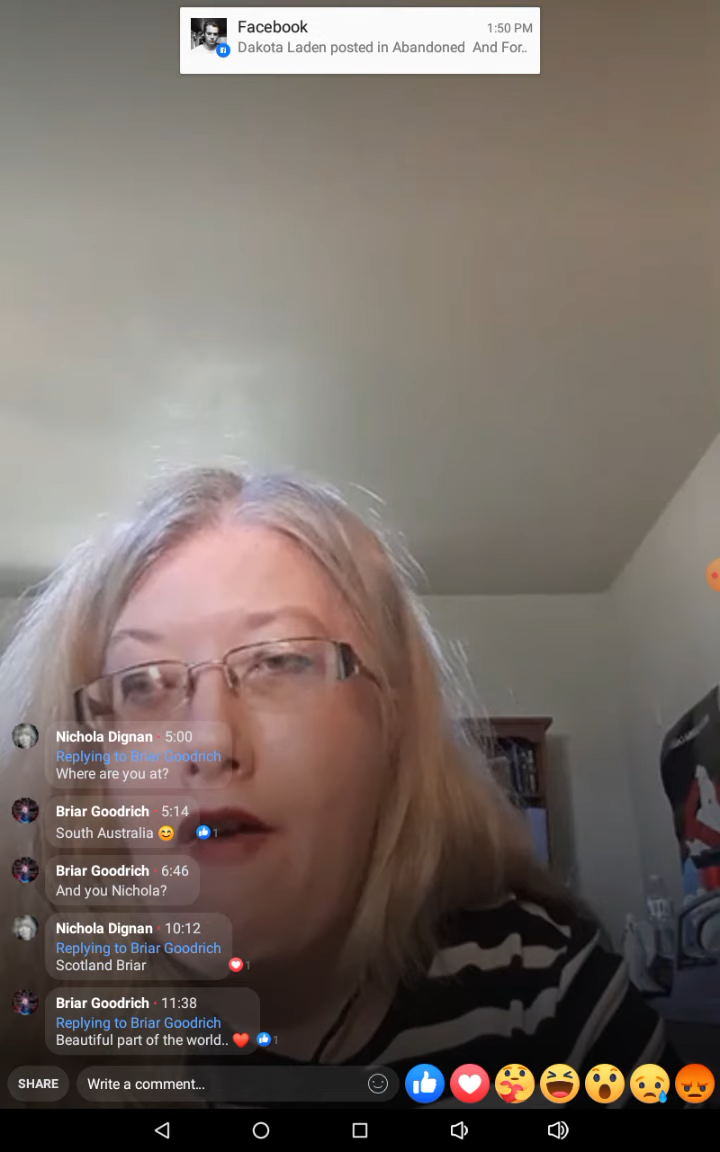 Facebook
1:50 PM
Dakota Laden posted in Abandoned And For..
Nichola Dignan · 5:00
Replying to Briar Goodrich
Where are you at?
Briar Goodrich · 5:14
South Australia 😊 1
Briar Goodrich · 6:46
And you Nichola?
Nichola Dignan · 10:12
Replying to Briar Goodrich
Scotland Briar 1
Briar Goodrich · 11:38
Replying to Briar Goodrich
Beautiful part of the world.. ❤️ 1
SHARE
Write a comment...